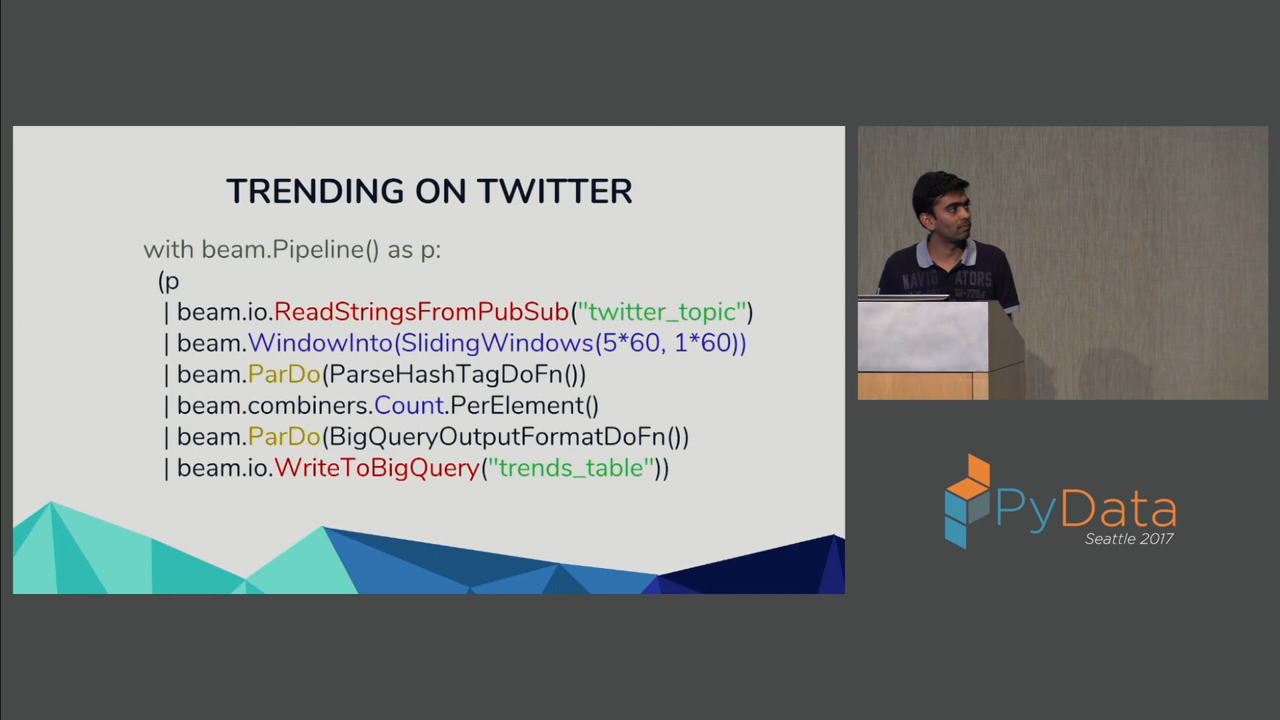 TRENDING ON TWITTER
with beam.Pipeline() as p:
(p
| beam.io.ReadStringsFromPubSub("twitter_topic")
| beam.WindowInto(SlidingWindows(5*60, 1*60))
| beam.ParDo(ParseHashTagDoFn())
| beam.combiners.Count.PerElement()
| beam.ParDo(BigQueryOutputFormatDoFn())
| beam.io.WriteToBigQuery("trends_table"))
PyData
Seattle 2017